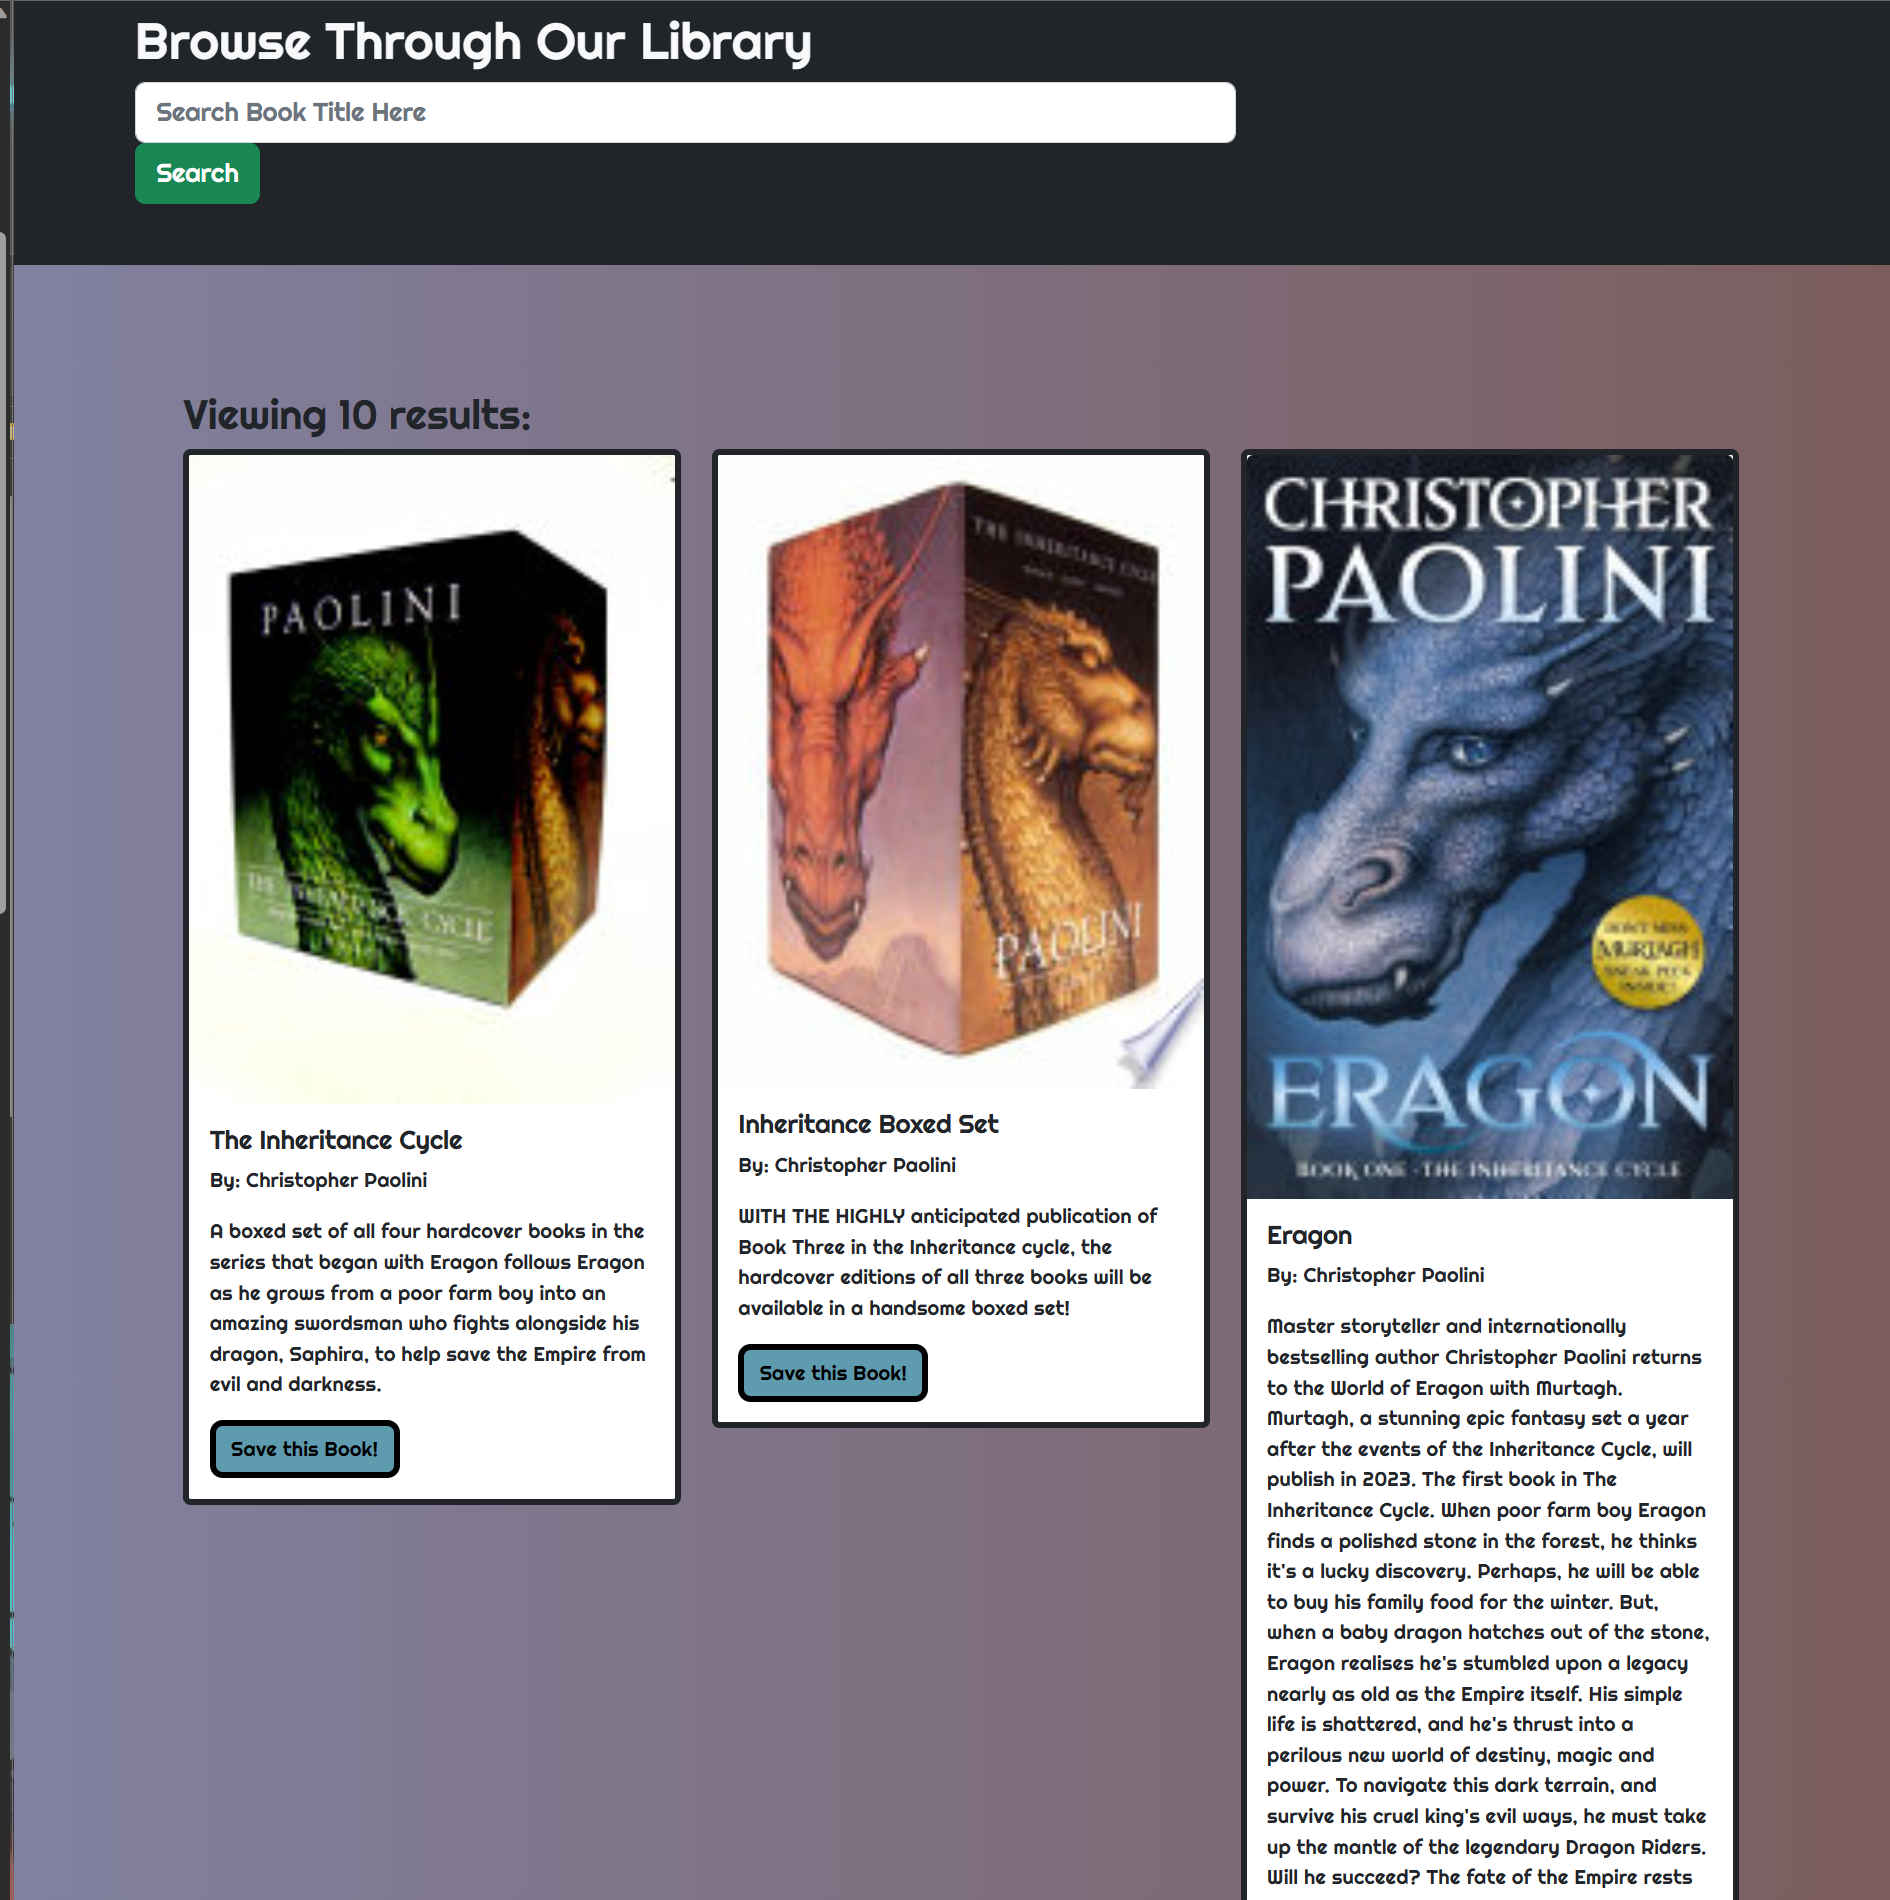 Browse Through Our Library
Search Book Title Here
Search
Viewing 10 results:
PAOLINI
THE INHERITANCE CYCLE
The Inheritance Cycle
By: Christopher Paolini
A boxed set of all four hardcover books in the
series that began with Eragon follows Eragon
as he grows from a poor farm boy into an
amazing swordsman who fights alongside his
dragon, Saphira, to help save the Empire from
evil and darkness.
Save this Book!
THE INHERITANCE CYCLE
PAOLINI
Inheritance Boxed Set
By: Christopher Paolini
WITH THE HIGHLY anticipated publication of
Book Three in the Inheritance cycle, the
hardcover editions of all three books will be
available in a handsome boxed set!
Save this Book!
CHRISTOPHER
PAOLINI
DON'T MISS
MURTAGH
SNEAK PEEK
INSIDE!
ERAGON
BOOK ONE · THE INHERITANCE CYCLE
Eragon
By: Christopher Paolini
Master storyteller and internationally
bestselling author Christopher Paolini returns
to the World of Eragon with Murtagh.
Murtagh, a stunning epic fantasy set a year
after the events of the Inheritance Cycle, will
publish in 2023. The first book in The
Inheritance Cycle. When poor farm boy Eragon
finds a polished stone in the forest, he thinks
it's a lucky discovery. Perhaps, he will be able
to buy his family food for the winter. But,
when a baby dragon hatches out of the stone,
Eragon realises he's stumbled upon a legacy
nearly as old as the Empire itself. His simple
life is shattered, and he's thrust into a
perilous new world of destiny, magic and
power. To navigate this dark terrain, and
survive his cruel king's evil ways, he must take
up the mantle of the legendary Dragon Riders.
Will he succeed? The fate of the Empire rests